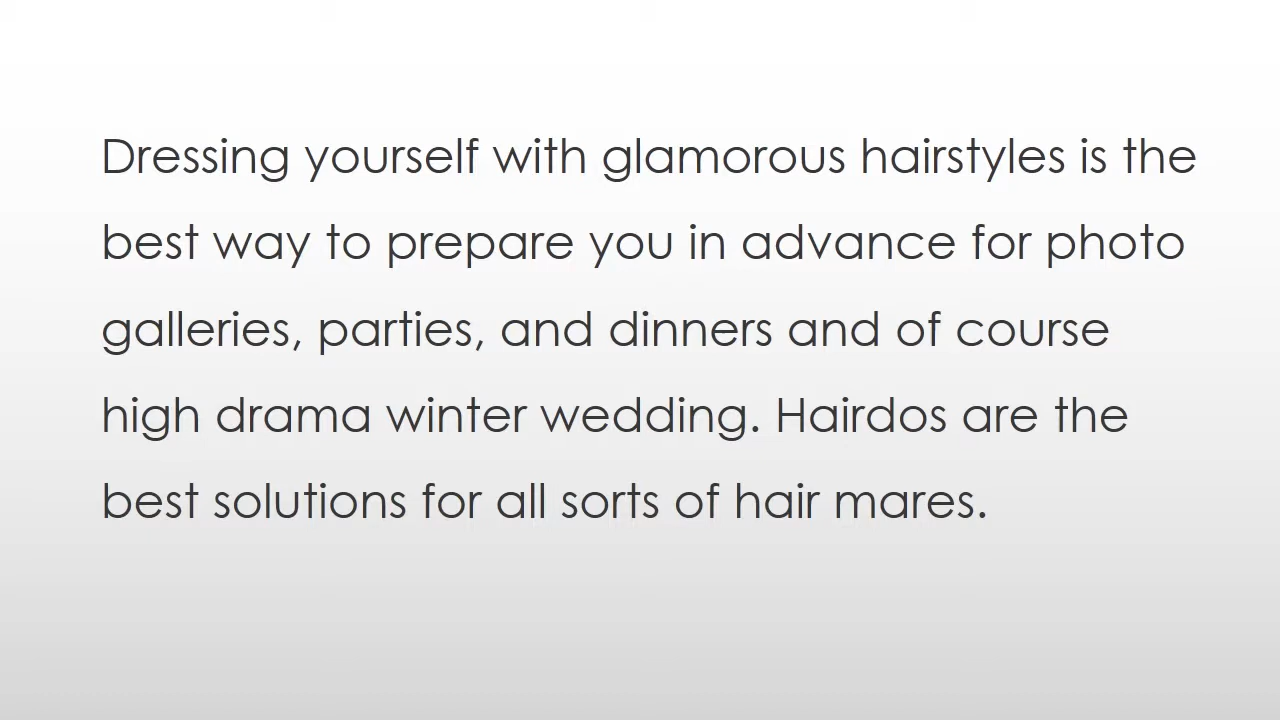 Dressing yourself with glamorous hairstyles is the
best way to prepare you in advance for photo
galleries, parties, and dinners and of course
high drama winter wedding. Hairdos are the
best solutions for all sorts of hair mares.